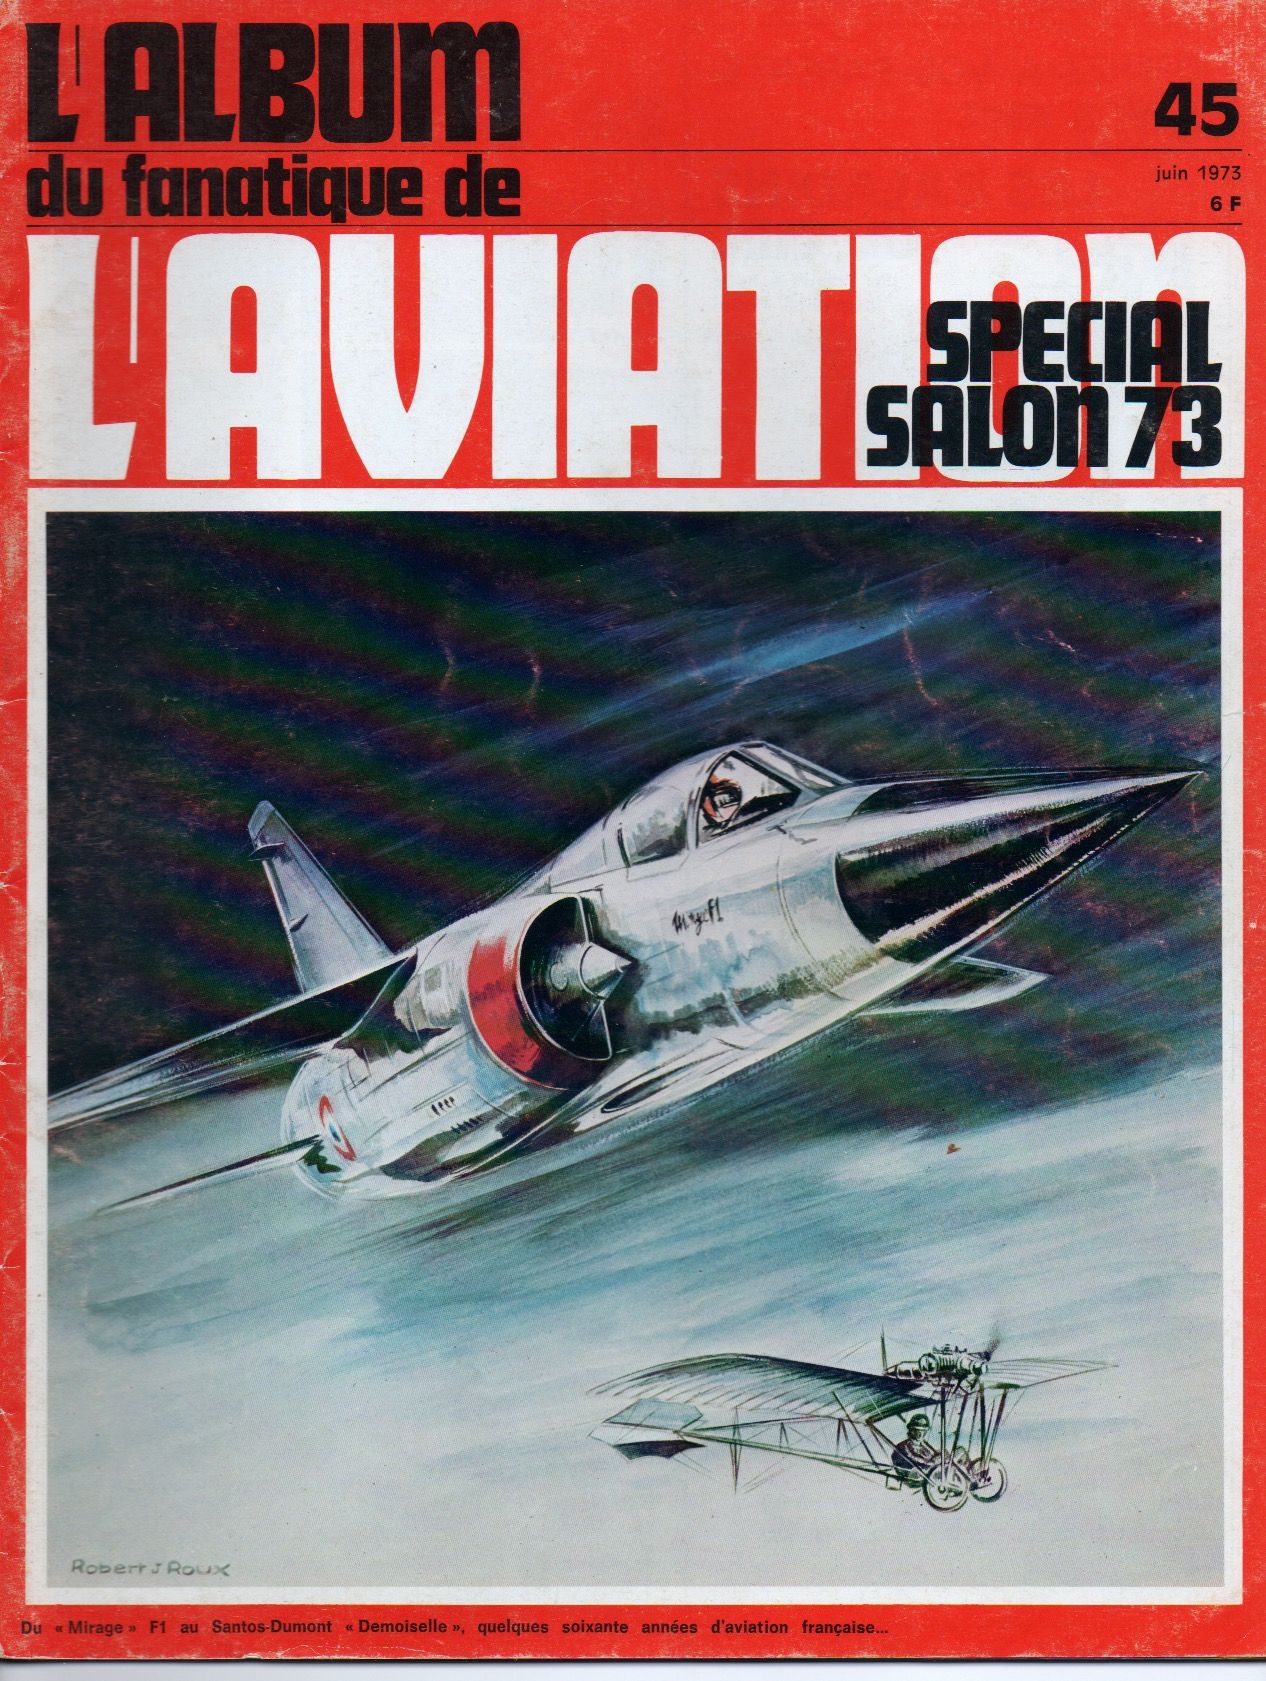 L'ALBUM
45
du fanatique de
juin 1973
6 F
L'AVIATION
SPECIAL
SALON 73
Mirage F1
Robert J Roux
Du « Mirage » F1 au Santos-Dumont « Demoiselle », quelques soixante années d'aviation française...